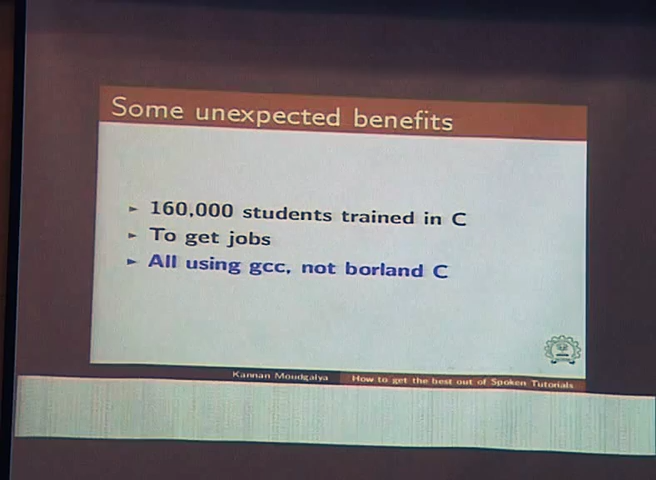 Some unexpected benefits
160,000 students trained in C
To get jobs
All using gcc, not borland C
Kannan Moudgalya How to get the best out of Spoken Tutorials